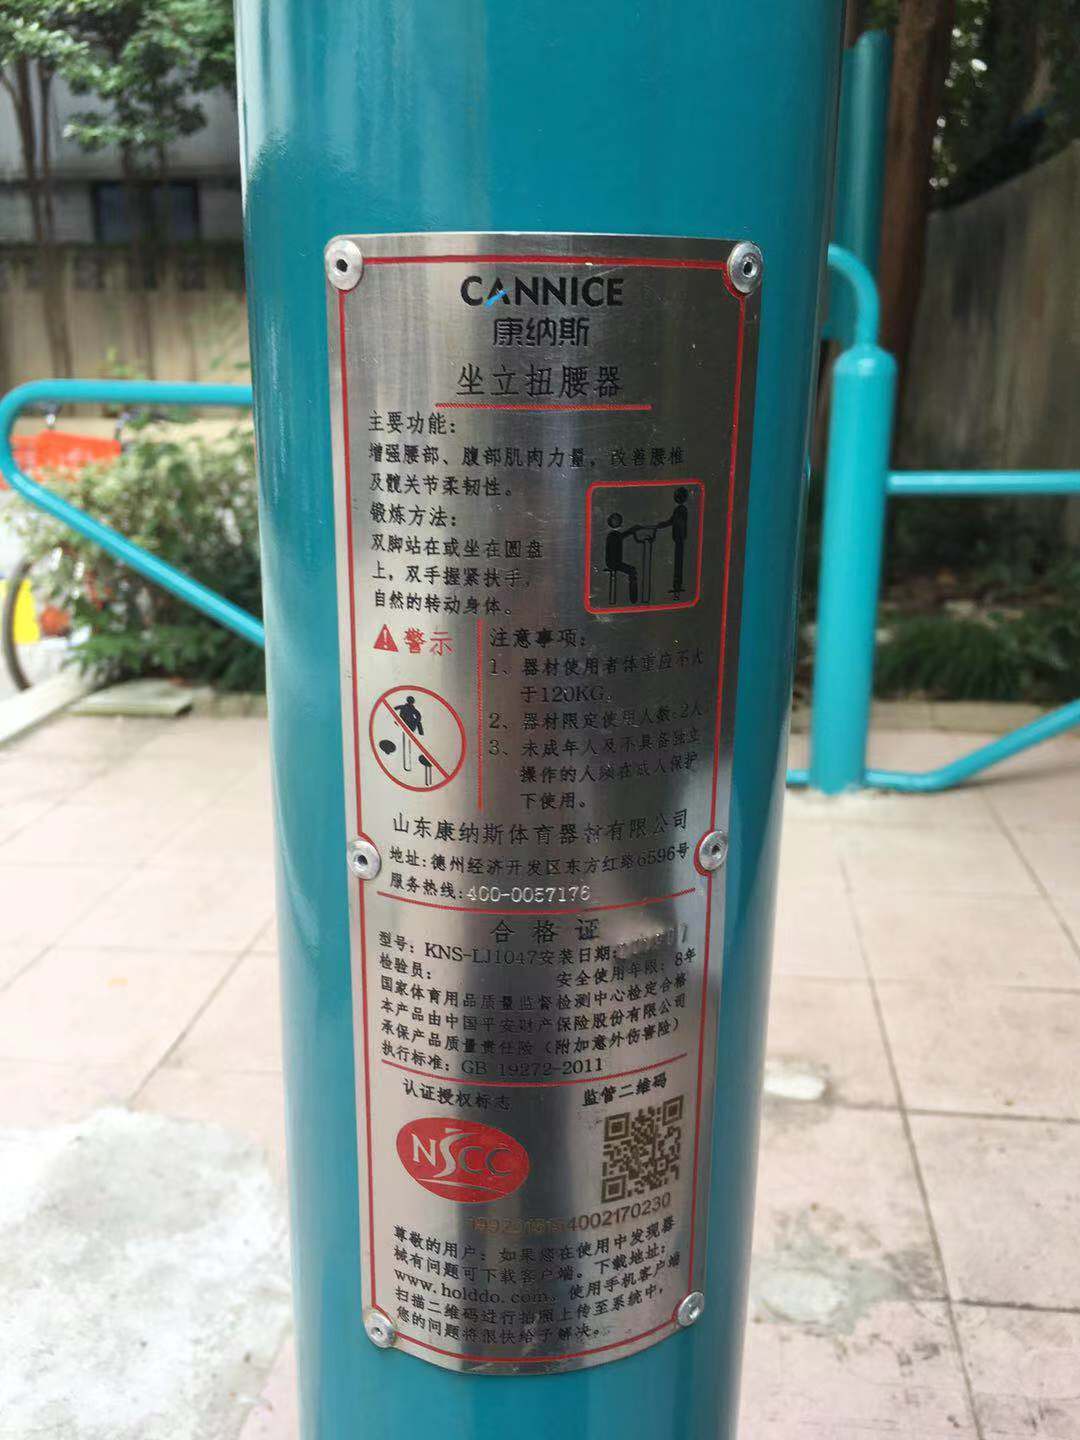 CANNICE
康纳斯
坐立扭腰器
主要功能：
增强腰部、腹部肌肉力量，改善腰椎
及髋关节柔韧性。
锻炼方法：
双脚站在或坐在圆盘
上，双手握紧扶手，
自然的转动身体。
警示
注意事项：
1、器材使用者体重应不大
于120KG。
2、器材限定使用人数：2人
3、未成年人及不具备独立
操作的人须在成人保护
下使用。
山东康纳斯体育器材有限公司
地址：德州经济开发区东方红路6596号
服务热线：400-0057176
合格证
型号：KNS-LJ1047安装日期：
检验员：
安全使用年限：8年
国家体育用品质量监督检测中心检定合格
本产品由中国平安财产保险股份有限公司
承保产品质量责任险（附加意外伤害险）
执行标准：GB 19272-2011
认证授权标志
监管二维码
NSCC
4002170230
尊敬的用户：如果您在使用中发现器
械有问题可下载客户端。下载地址：
www.holddo.com。使用手机客户端
扫描二维码进行拍照上传至系统中，
您的问题将很快给予解决。